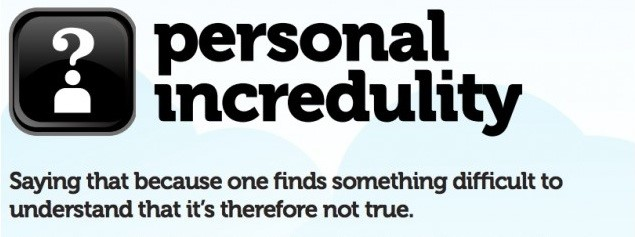 personal
incredulity
Saying that because one finds something difficult to
understand that it's therefore not true.